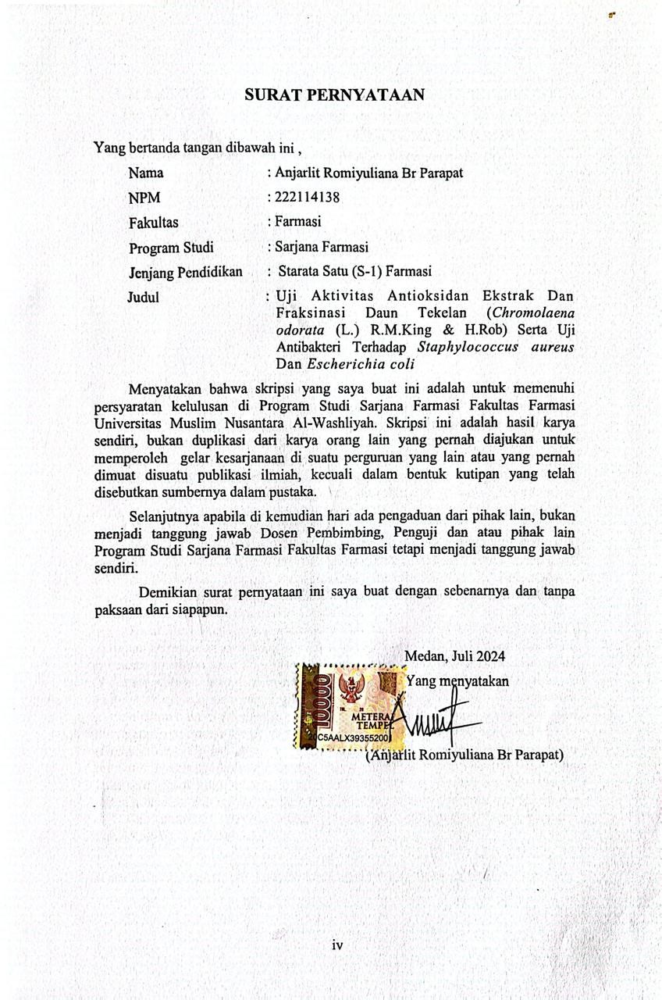 SURAT PERNYATAAN
Yang bertanda tangan dibawah ini ,
Nama : Anjarlit Romiyuliana Br Parapat
NPM : 222114138
Fakultas : Farmasi
Program Studi : Sarjana Farmasi
Jenjang Pendidikan : Starata Satu (S-1) Farmasi
Judul : Uji Aktivitas Antioksidan Ekstrak Dan
Fraksinasi Daun Tekelan (Chromolaena
odorata (L.) R.M.King & H.Rob) Serta Uji
Antibakteri Terhadap Staphylococcus aureus
Dan Escherichia coli
Menyatakan bahwa skripsi yang saya buat ini adalah untuk memenuhi
persyaratan kelulusan di Program Studi Sarjana Farmasi Fakultas Farmasi
Universitas Muslim Nusantara Al-Washliyah. Skripsi ini adalah hasil karya
sendiri, bukan duplikasi dari karya orang lain yang pernah diajukan untuk
memperoleh gelar kesarjanaan di suatu perguruan yang lain atau yang pernah
dimuat disuatu publikasi ilmiah, kecuali dalam bentuk kutipan yang telah
disebutkan sumbernya dalam pustaka.
Selanjutnya apabila di kemudian hari ada pengaduan dari pihak lain, bukan
menjadi tanggung jawab Dosen Pembimbing, Penguji dan atau pihak lain
Program Studi Sarjana Farmasi Fakultas Farmasi tetapi menjadi tanggung jawab
sendiri.
Demikian surat pernyataan ini saya buat dengan sebenarnya dan tanpa
paksaan dari siapapun.
Medan, Juli 2024
Yang menyatakan
10000
METERAI
TEMPEL
C5AALX39355200
(Anjarlit Romiyuliana Br Parapat)
iv